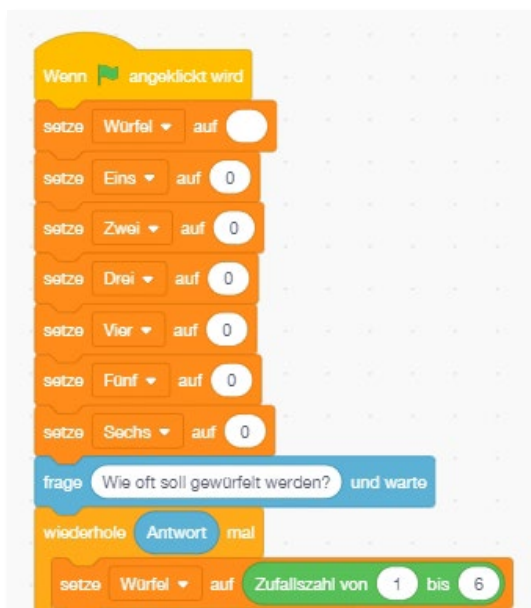 Wenn angeklickt wird
setze Würfel auf
setze Eins auf 0
setze Zwei auf 0
setze Drei auf 0
setze Vier auf 0
setze Fünf auf 0
setze Sechs auf 0
frage Wie oft soll gewürfelt werden? und warte
wiederhole Antwort mal
setze Würfel auf Zufallszahl von 1 bis 6